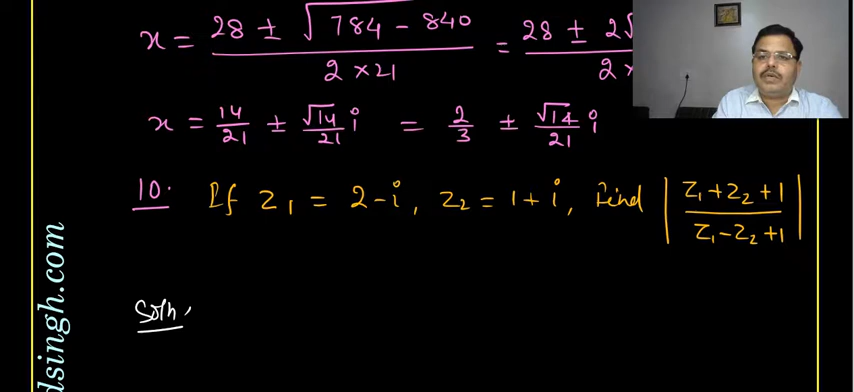 x = 28 ± √784 - 840 / 2 × 21 = 28 ± 2√ / 2 ×
x = 14/21 ± √14/21 i = 2/3 ± √14/21 i
10. If z₁ = 2 - i, z₂ = 1 + i, Find | z₁ + z₂ + 1 / z₁ - z₂ + 1 |
Soln.
dsingh.com